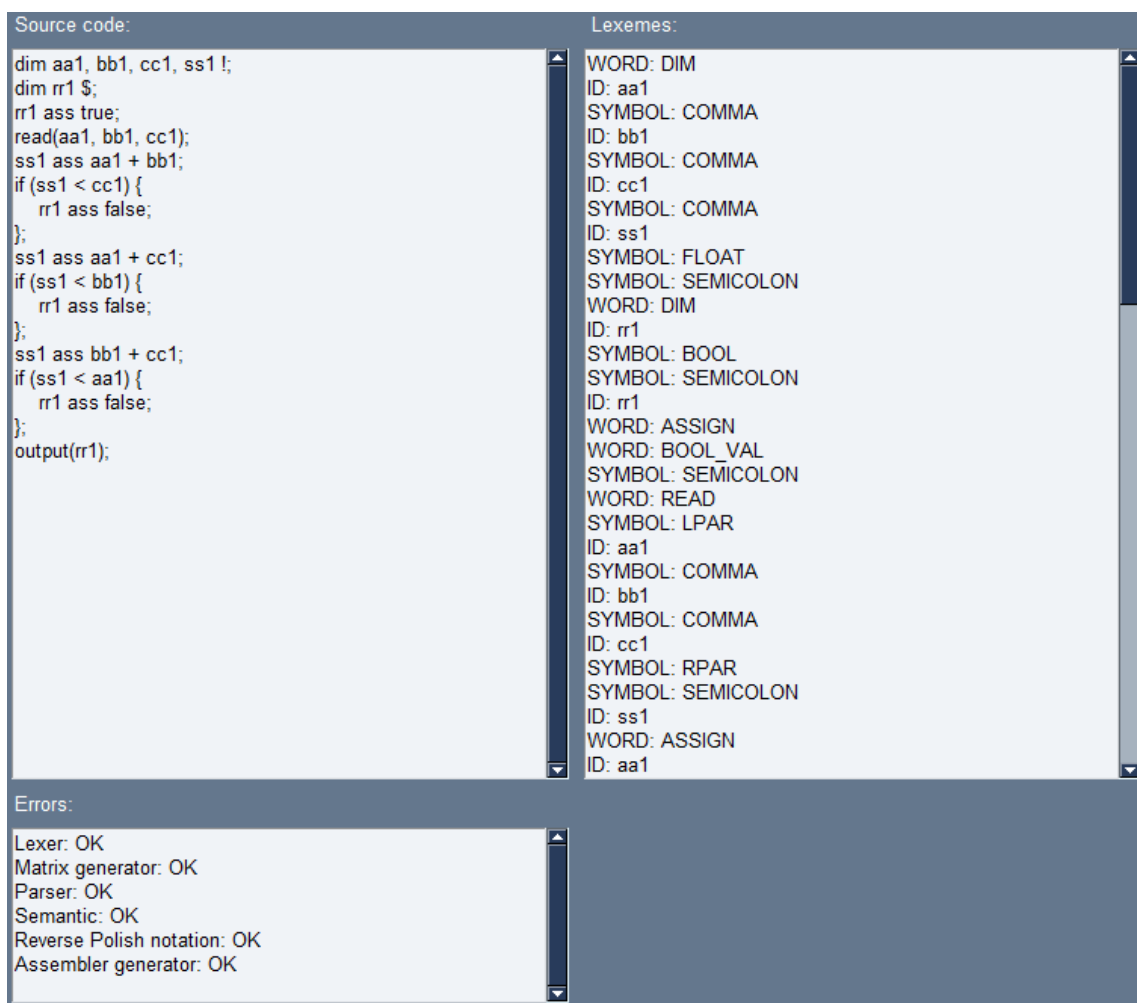 Source code:
dim aa1, bb1, cc1, ss1 !;
dim rr1 $;
rr1 ass true;
read(aa1, bb1, cc1);
ss1 ass aa1 + bb1;
if (ss1 < cc1) {
    rr1 ass false;
};
ss1 ass aa1 + cc1;
if (ss1 < bb1) {
    rr1 ass false;
};
ss1 ass bb1 + cc1;
if (ss1 < aa1) {
    rr1 ass false;
};
output(rr1);
Lexemes:
WORD: DIM
ID: aa1
SYMBOL: COMMA
ID: bb1
SYMBOL: COMMA
ID: cc1
SYMBOL: COMMA
ID: ss1
SYMBOL: FLOAT
SYMBOL: SEMICOLON
WORD: DIM
ID: rr1
SYMBOL: BOOL
SYMBOL: SEMICOLON
ID: rr1
WORD: ASSIGN
WORD: BOOL_VAL
SYMBOL: SEMICOLON
WORD: READ
SYMBOL: LPAR
ID: aa1
SYMBOL: COMMA
ID: bb1
SYMBOL: COMMA
ID: cc1
SYMBOL: RPAR
SYMBOL: SEMICOLON
ID: ss1
WORD: ASSIGN
ID: aa1
Errors:
Lexer: OK
Matrix generator: OK
Parser: OK
Semantic: OK
Reverse Polish notation: OK
Assembler generator: OK